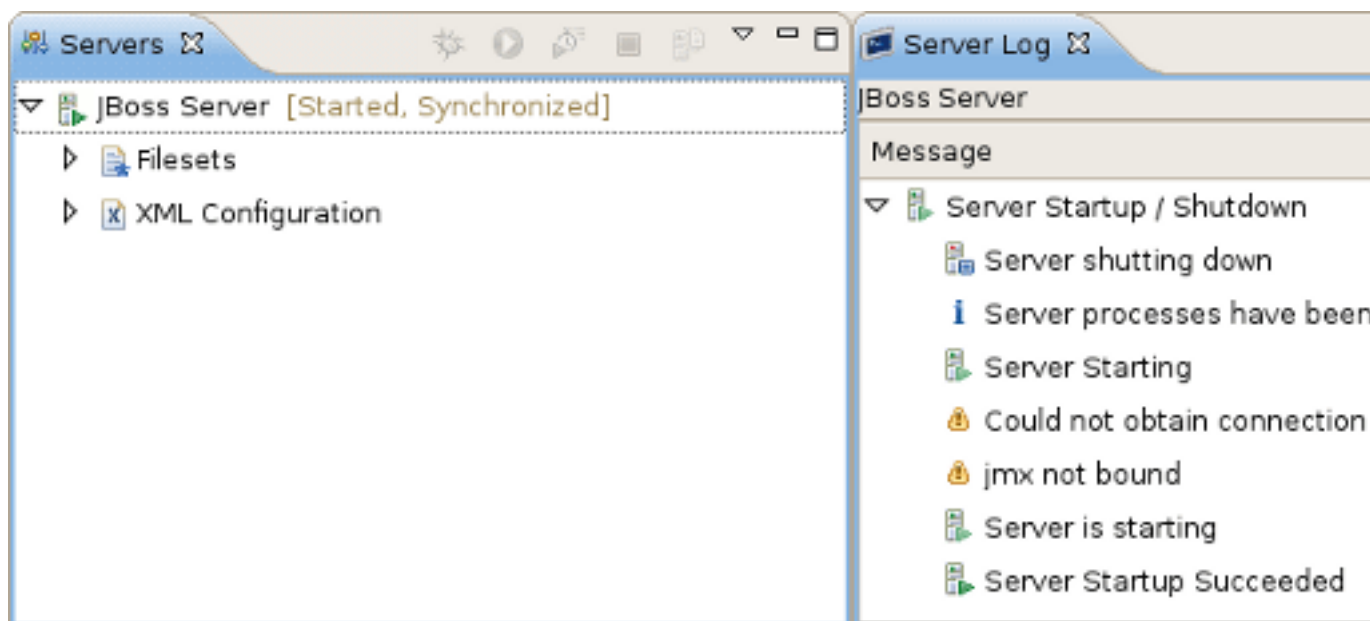 Servers
JBoss Server [Started, Synchronized]
Filesets
XML Configuration
Server Log
JBoss Server
Message
Server Startup / Shutdown
Server shutting down
Server processes have been
Server Starting
Could not obtain connection
jmx not bound
Server is starting
Server Startup Succeeded